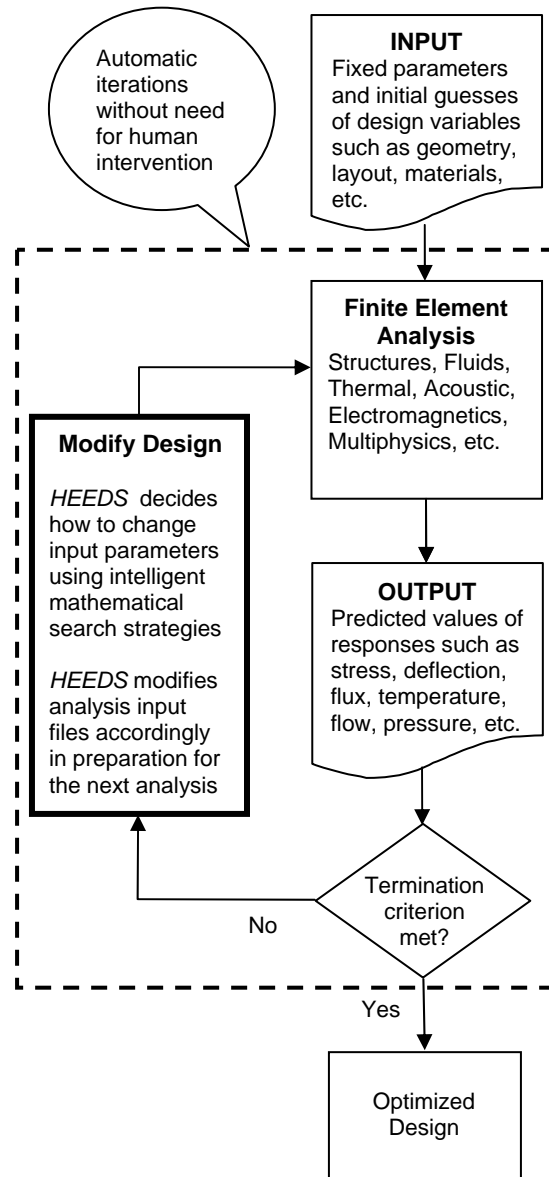 Automatic
iterations
without need
for human
intervention
INPUT
Fixed parameters
and initial guesses
of design variables
such as geometry,
layout, materials,
etc.
Finite Element
Analysis
Structures, Fluids,
Thermal, Acoustic,
Electromagnetics,
Multiphysics, etc.
Modify Design
HEEDS decides
how to change
input parameters
using intelligent
mathematical
search strategies
HEEDS modifies
analysis input
files accordingly
in preparation for
the next analysis
OUTPUT
Predicted values of
responses such as
stress, deflection,
flux, temperature,
flow, pressure, etc.
Termination
criterion
met?
No
Yes
Optimized
Design